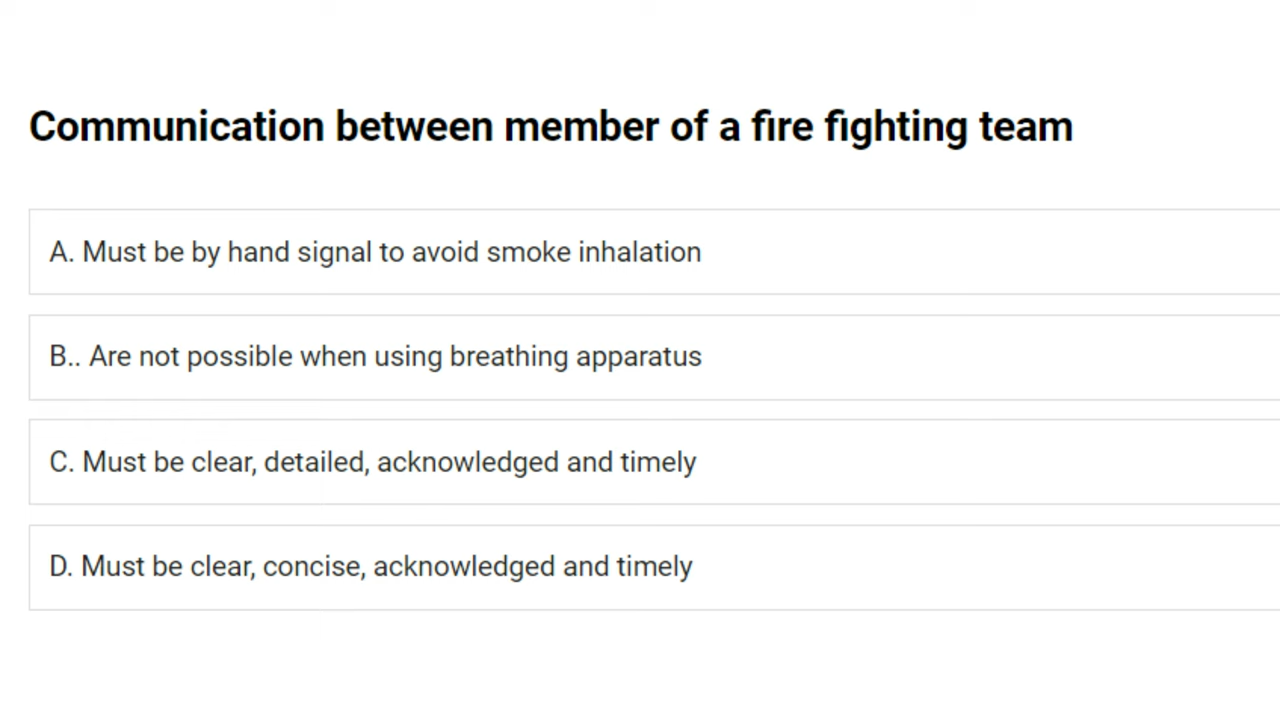 Communication between member of a fire fighting team
A. Must be by hand signal to avoid smoke inhalation
B.. Are not possible when using breathing apparatus
C. Must be clear, detailed, acknowledged and timely
D. Must be clear, concise, acknowledged and timely